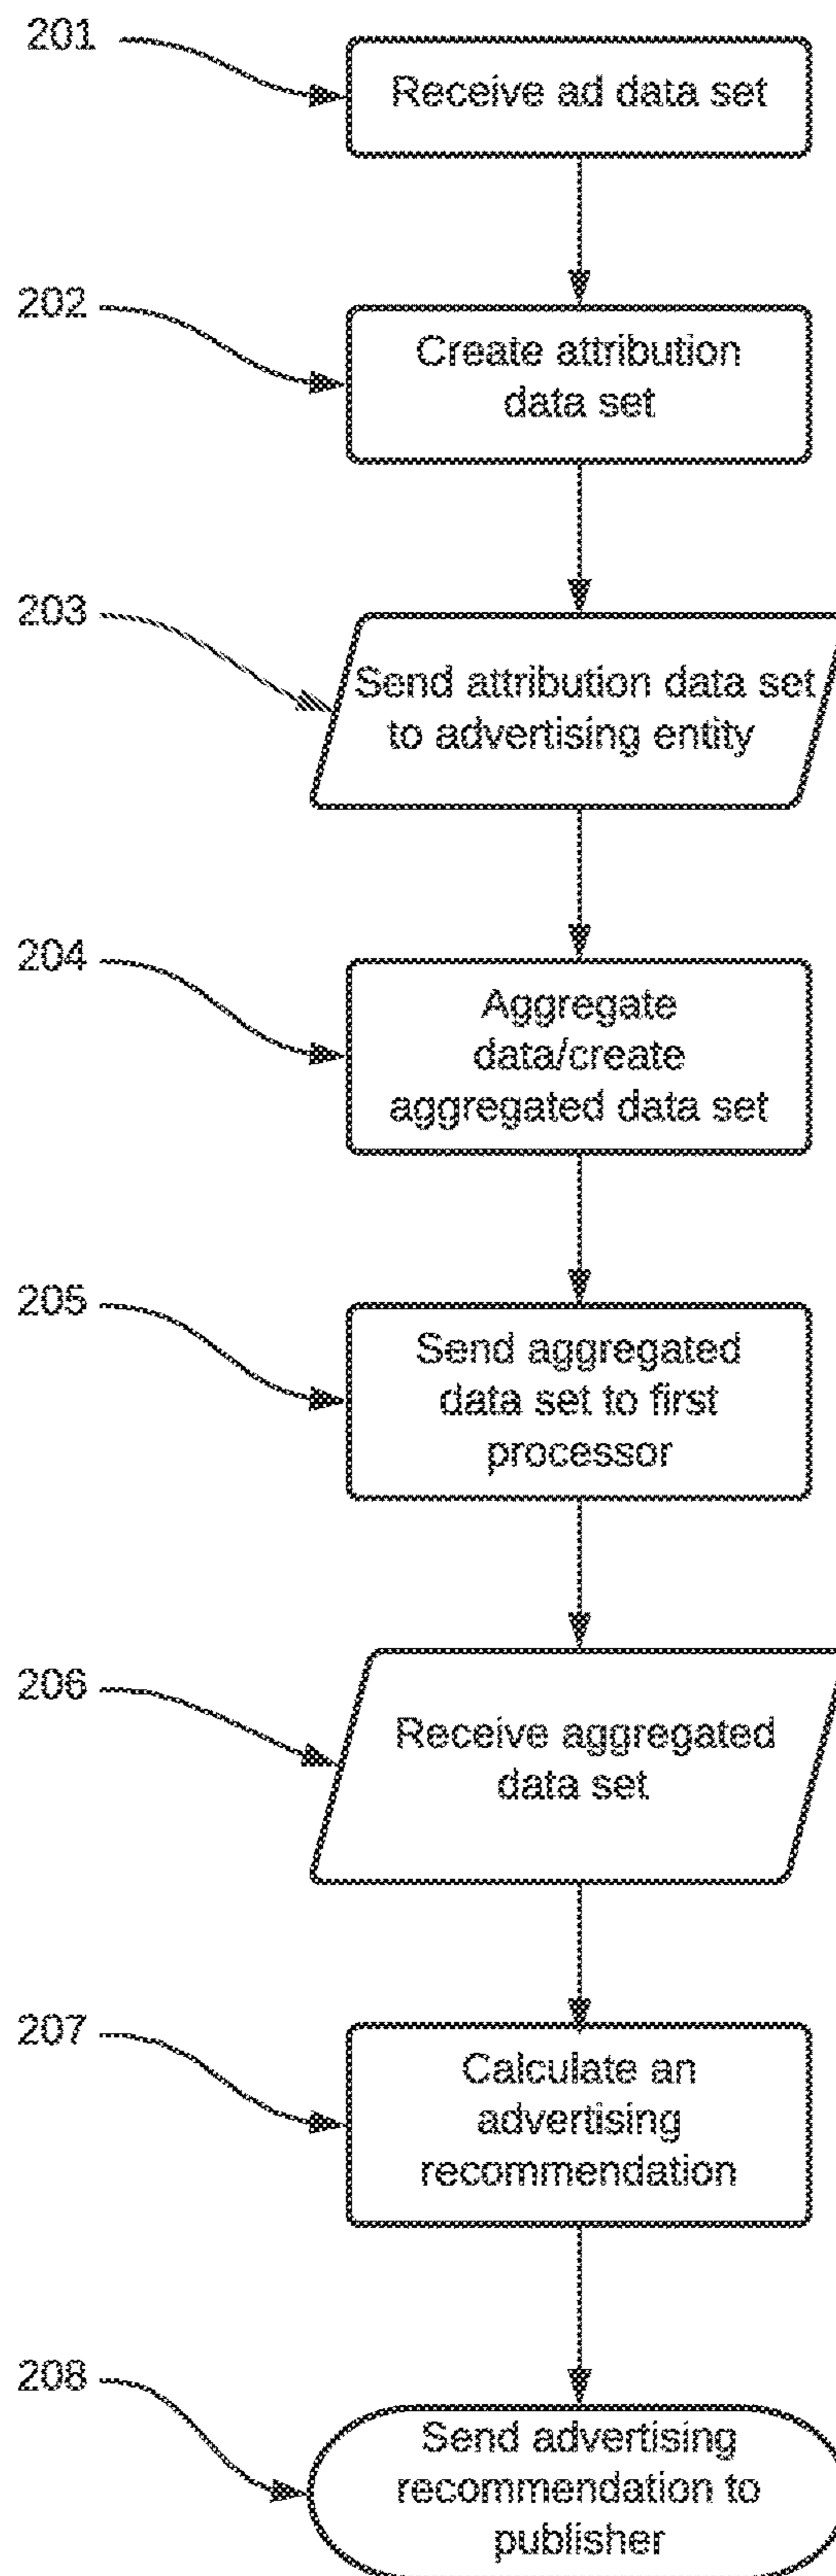 201
Receive ad data set
202
Create attribution
data set
203
Send attribution data set
to advertising entity
204
Aggregate
data/create
aggregated data set
205
Send aggregated
data set to first
processor
206
Receive aggregated
data set
207
Calculate an
advertising
recommendation
208
Send advertising
recommendation to
publisher